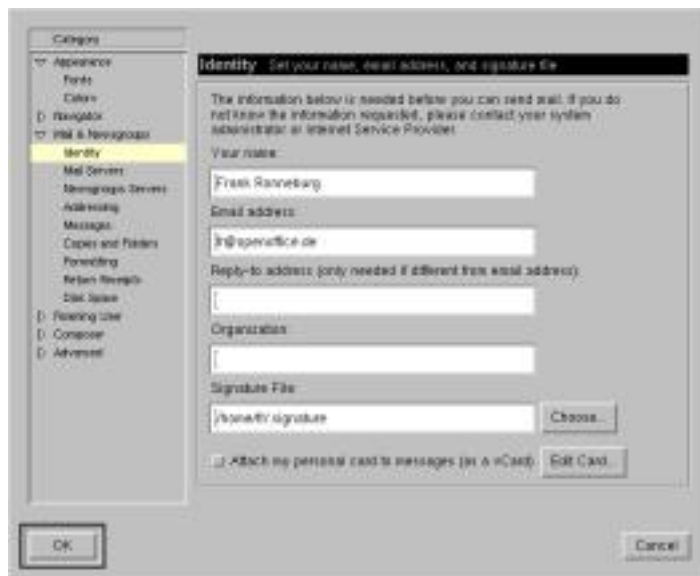 Category
Appearance
Fonts
Colors
Navigator
Mail & Newsgroups
Identity
Mail Servers
Newsgroups Servers
Addressing
Messages
Copies and Folders
Formatting
Return Receipts
Disk Space
Roaming User
Composer
Advanced
Identity Set your name, email address, and signature file
The information below is needed before you can send mail. If you do
not know the information requested, please contact your system
administrator or Internet Service Provider.
Your name:
Frank Ronneburg
Email address:
fr@openoffice.de
Reply-to address (only needed if different from email address):
Organization:
Signature File:
Choose...
Attach my personal card to messages (as a vCard) Edit Card...
OK
Cancel